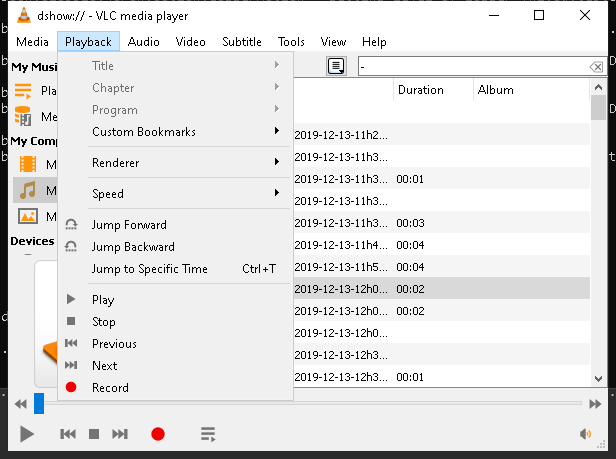 dshow:// - VLC media player
Media Playback Audio Video Subtitle Tools View Help
My Musi
Pla
Me
My Comp
M
M
M
Devices
Title
Chapter
Program
Custom Bookmarks
Renderer
Speed
Jump Forward
Jump Backward
Jump to Specific Time Ctrl+T
Play
Stop
Previous
Next
Record
-
Duration Album
2019-12-13-11h2...
2019-12-13-11h3...
2019-12-13-11h3... 00:01
2019-12-13-11h3...
2019-12-13-11h3... 00:03
2019-12-13-11h4... 00:04
2019-12-13-11h5... 00:04
2019-12-13-12h0... 00:02
2019-12-13-12h0... 00:02
2019-12-13-12h0...
2019-12-13-12h3...
2019-12-13-12h3... 00:01